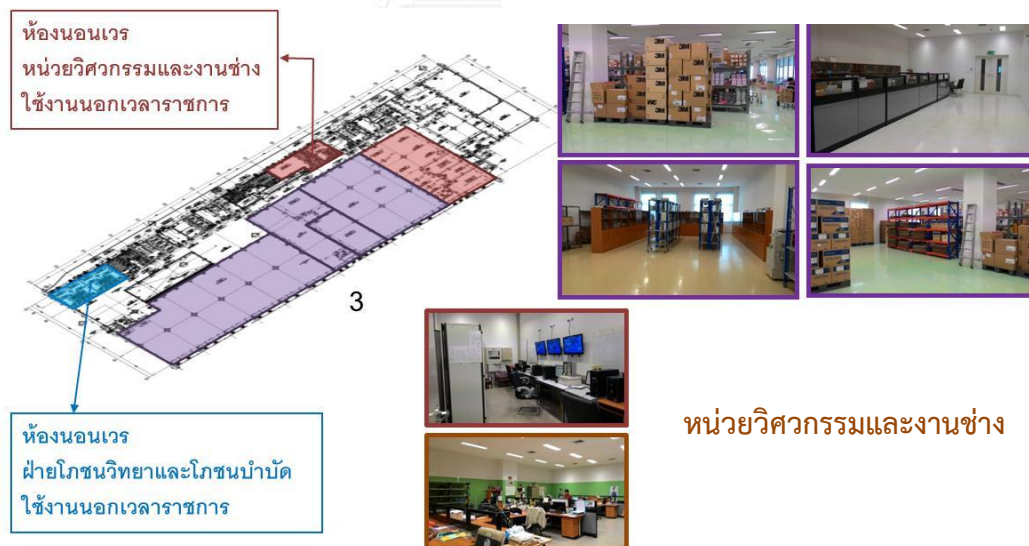 ห้องนอนเวร
หน่วยวิศวกรรมและงานช่าง
ใช้งานนอกเวลาราชการ
3M
3M
3M
3
หน่วยวิศวกรรมและงานช่าง
ห้องนอนเวร
ฝ่ายโภชนวิทยาและโภชนบำบัด
ใช้งานนอกเวลาราชการ